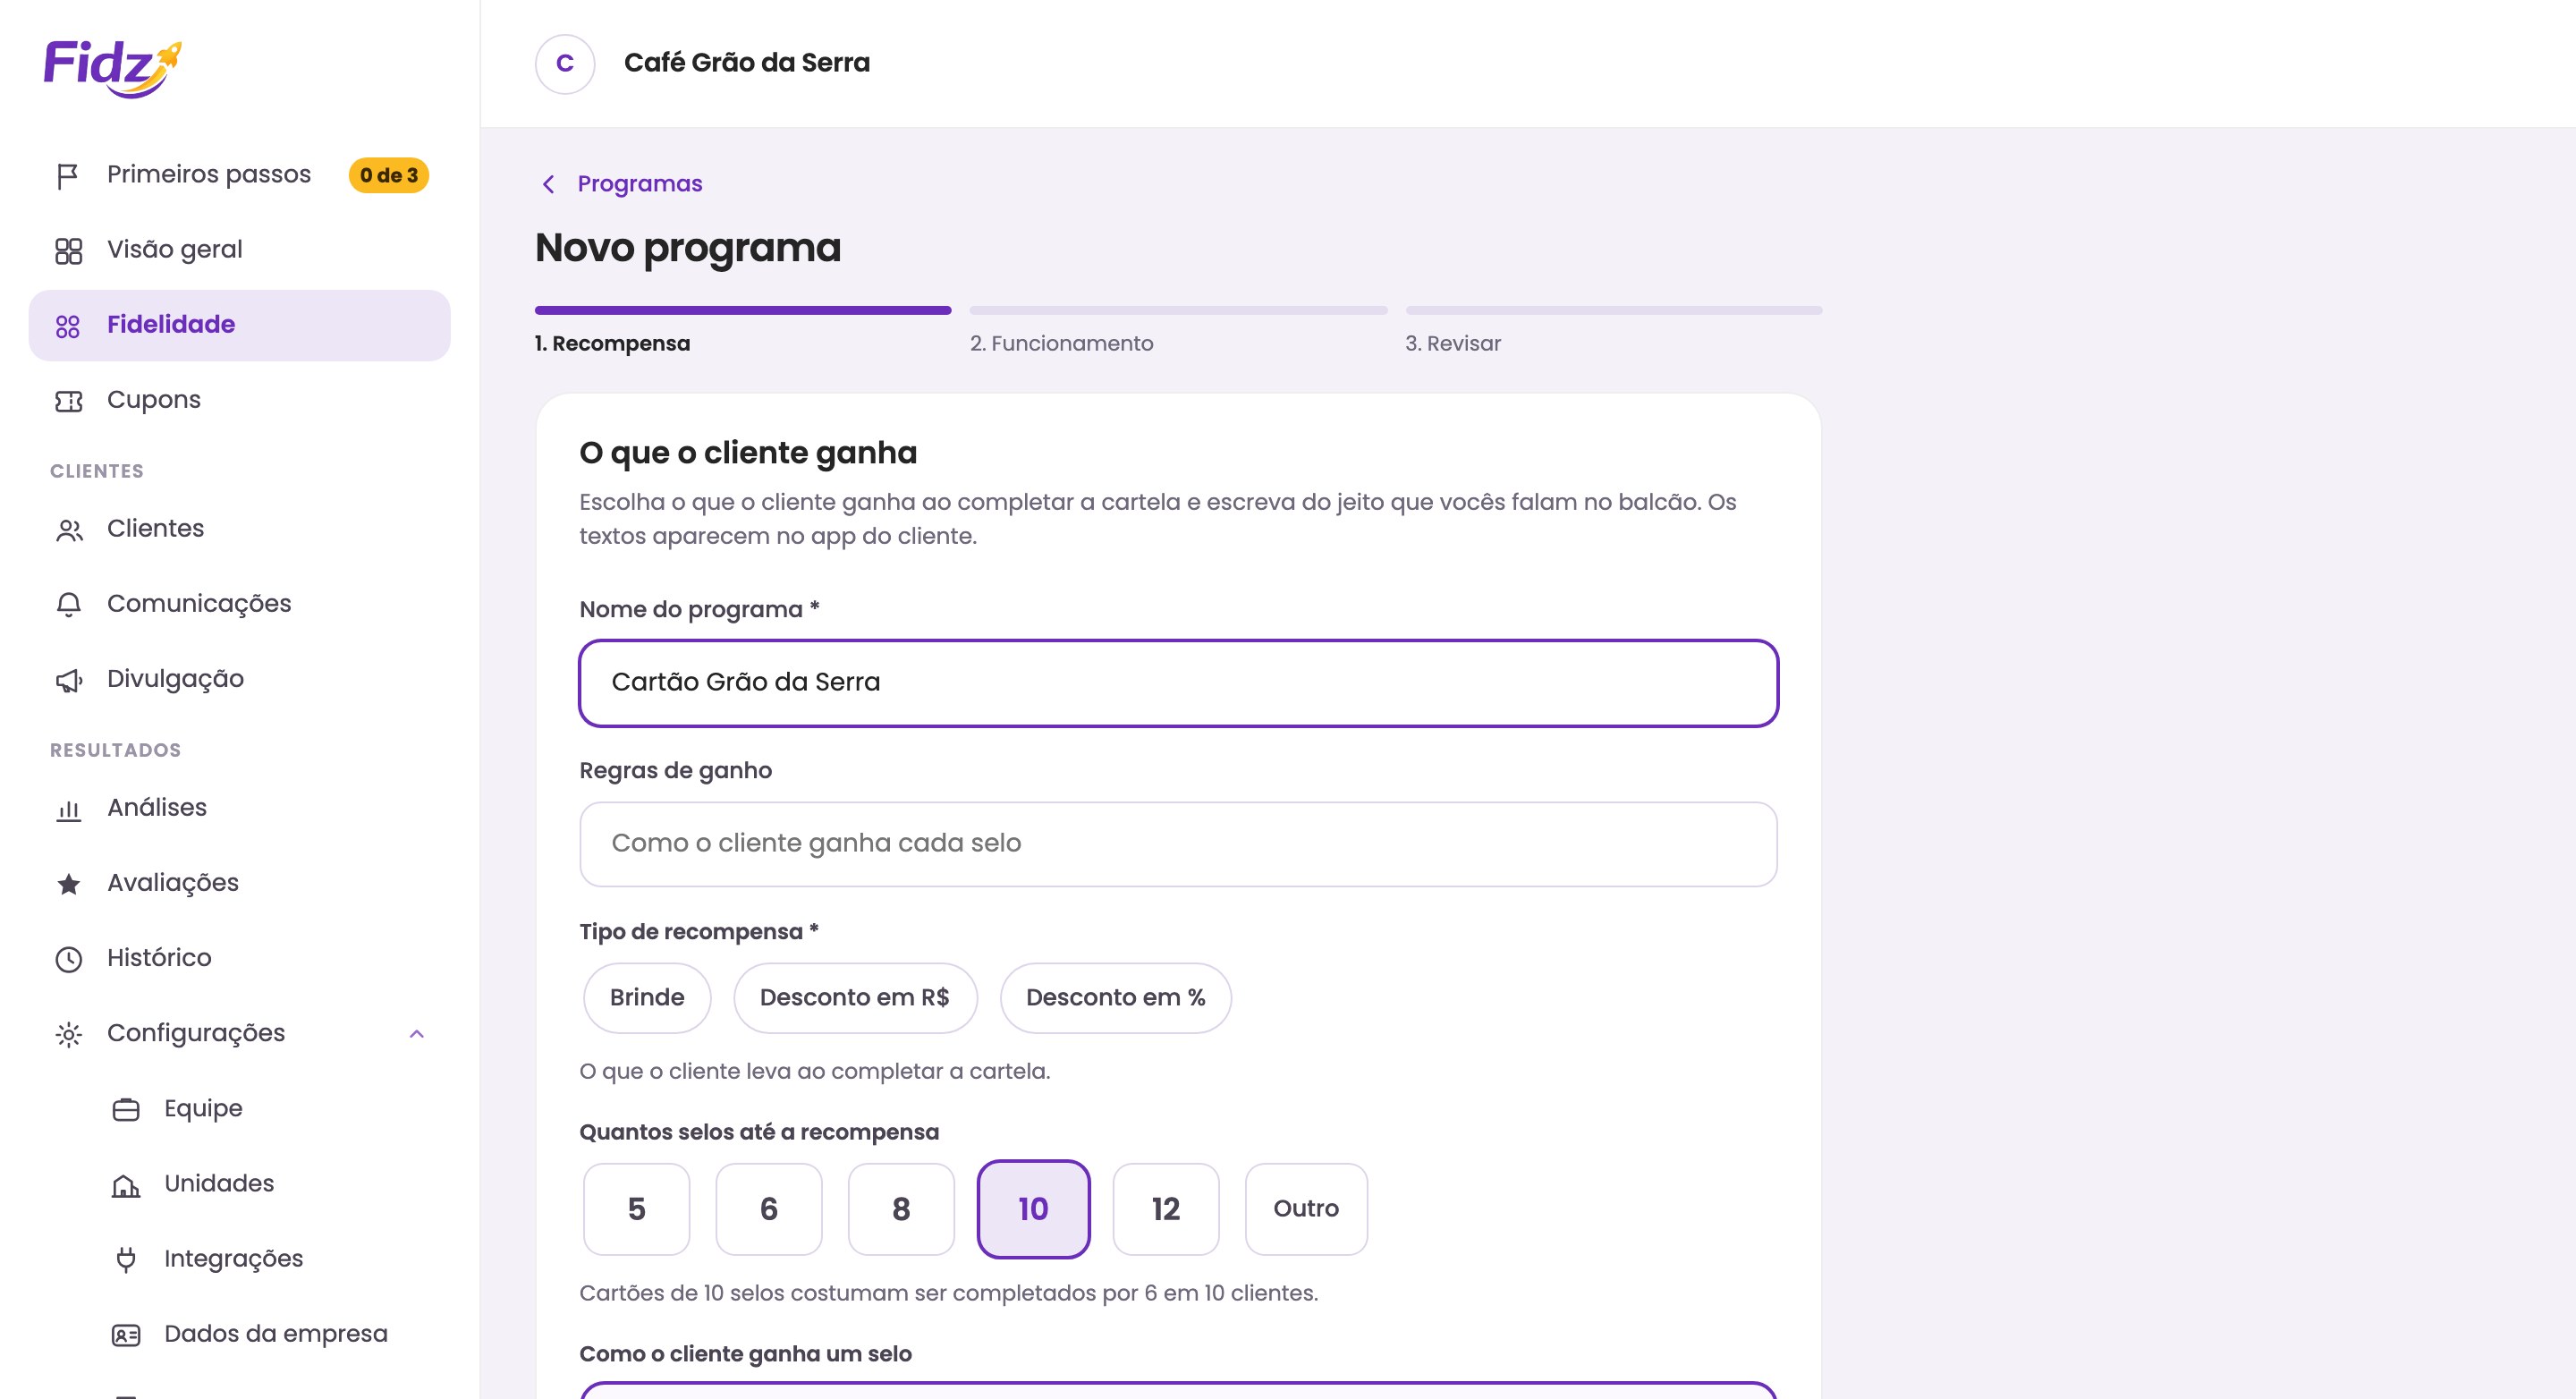 Fidz
Primeiros passos
0 de 3
Visão geral
Fidelidade
Cupons
CLIENTES
Clientes
Comunicações
Divulgação
RESULTADOS
Análises
Avaliações
Histórico
Configurações
Equipe
Unidades
Integrações
Dados da empresa
C
Café Grão da Serra
Programas
Novo programa
1. Recompensa
2. Funcionamento
3. Revisar
O que o cliente ganha
Escolha o que o cliente ganha ao completar a cartela e escreva do jeito que vocês falam no balcão. Os
textos aparecem no app do cliente.
Nome do programa *
Cartão Grão da Serra
Regras de ganho
Como o cliente ganha cada selo
Tipo de recompensa *
Brinde
Desconto em R$
Desconto em %
O que o cliente leva ao completar a cartela.
Quantos selos até a recompensa
5
6
8
10
12
Outro
Cartões de 10 selos costumam ser completados por 6 em 10 clientes.
Como o cliente ganha um selo